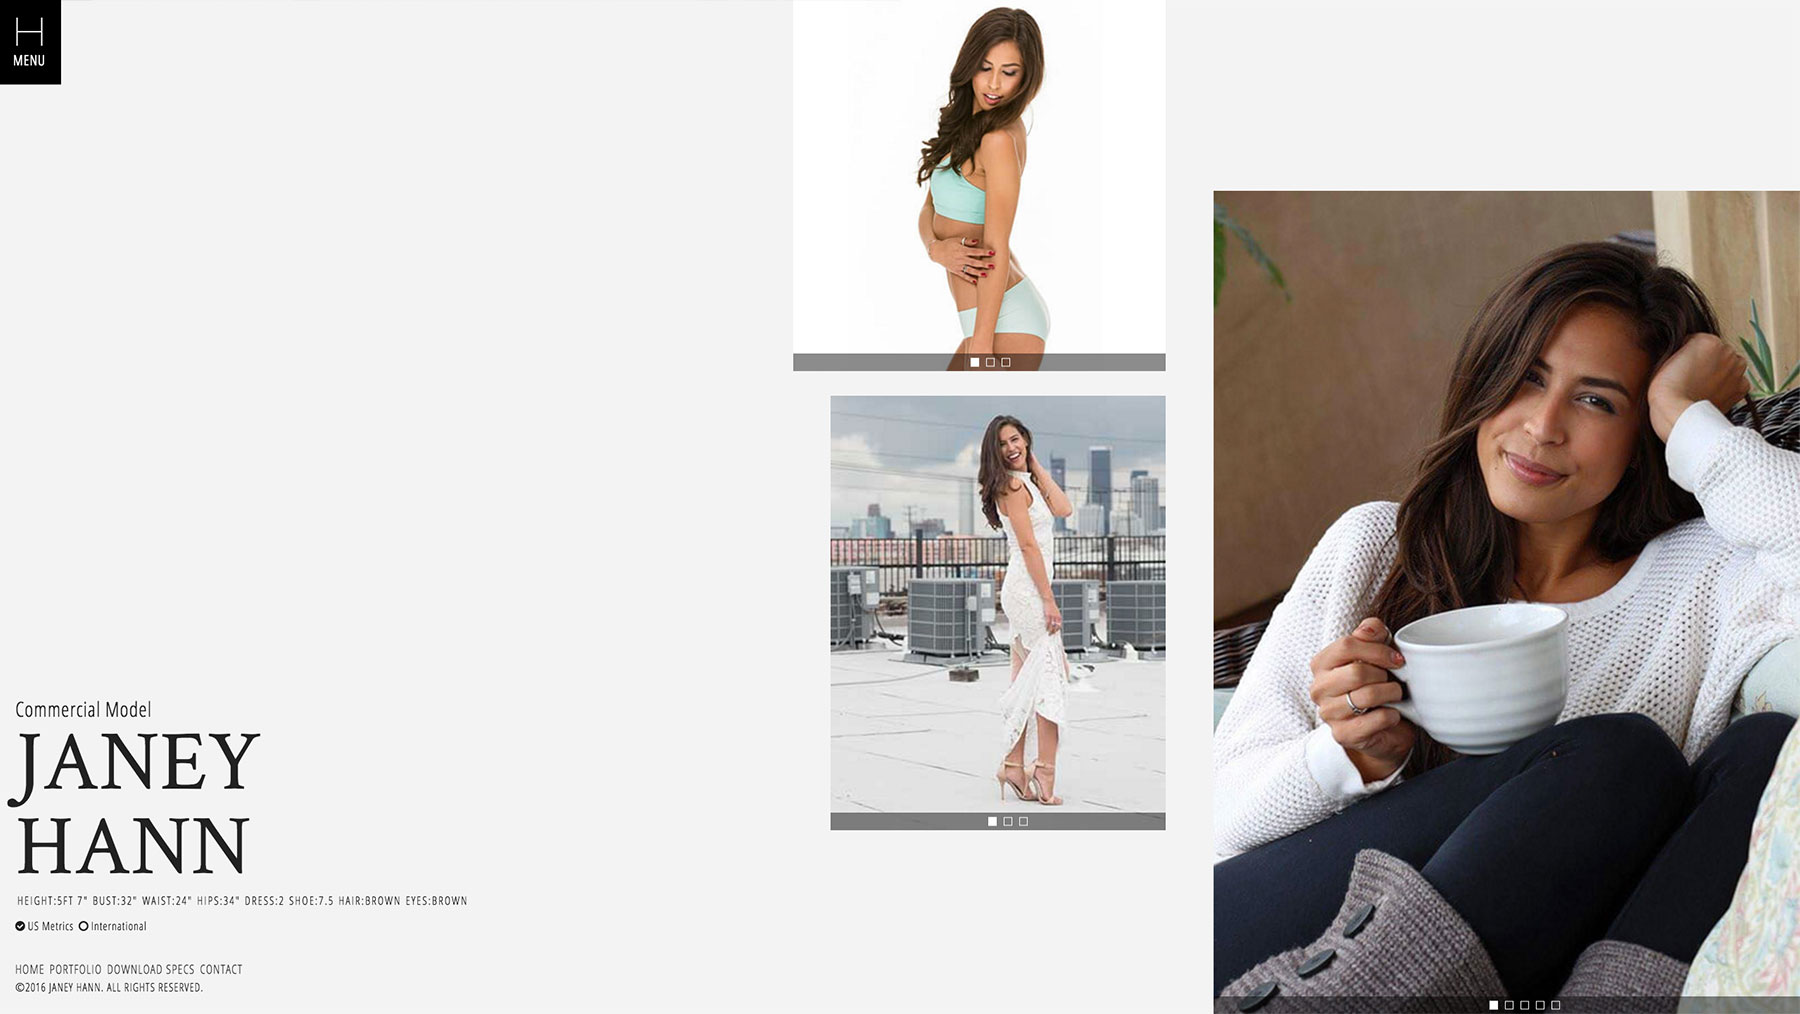 H
MENU
Commercial Model
JANEY
HANN
HEIGHT:5FT 7" BUST:32" WAIST:24" HIPS:34" DRESS:2 SHOE:7.5 HAIR:BROWN EYES:BROWN
US Metrics International
HOME PORTFOLIO DOWNLOAD SPECS CONTACT
©2016 JANEY HANN. ALL RIGHTS RESERVED.